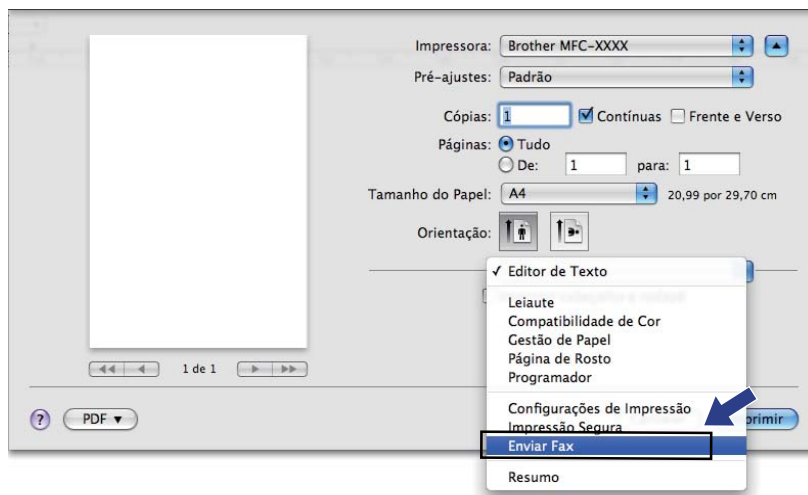 Impressora: Brother MFC-XXXX
Pré-ajustes: Padrão
Cópias: 1 Contínuas Frente e Verso
Páginas: Tudo
De: 1 para: 1
Tamanho do Papel: A4 20,99 por 29,70 cm
Orientação:
✓ Editor de Texto
Leiaute
Compatibilidade de Cor
Gestão de Papel
Página de Rosto
Programador
1 de 1
Configurações de Impressão
Impressão Segura
Enviar Fax
Resumo
? PDF ▼
primir